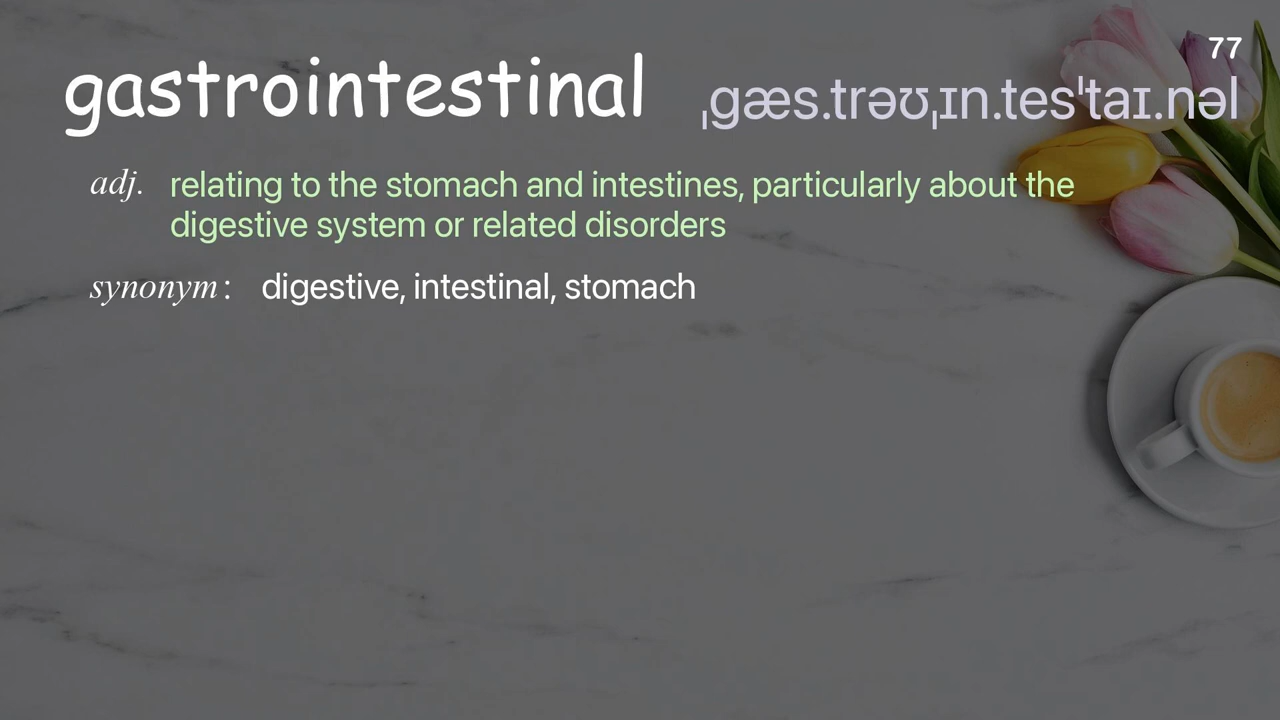 77
gastrointestinal ˌɡæs.trəʊˌɪn.tesˈtaɪ.nəl
adj. relating to the stomach and intestines, particularly about the
digestive system or related disorders
synonym: digestive, intestinal, stomach